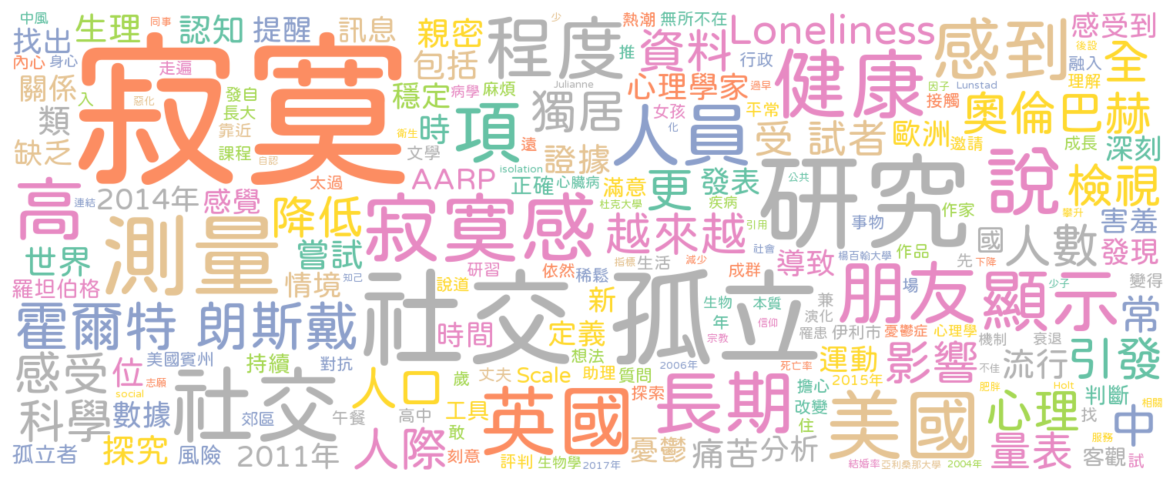 中風 同事
生理 認知 提醒 訊息
找出
內心 身心 走遍
寂寞
關係 惡化 發自
入 長大
類 靠近
缺乏 衛生 課程
自認
2014年 感覺 太過
連結
高 測量 降低
世界 嘗試
羅坦伯格 情境 知己
親密 程度
包括
穩定 病學 麻煩
時 項 獨居
文學 遠 證據
isolation
AARP 正確 心臟病 滿意
寂寞感
少 熱潮 無所不在 Loneliness 感到 感受到
推 資料 行政 後證
Julianne 心理學家 過早 健康 因子 融入 理解 全
女孩 平常 接觸 Lunstad
人員 受試者 歐洲 奧倫巴赫
化 邀請 成長 深刻
更 發表 研究 公共 說 檢視
疾病 作家
杜克大學 引用 事物 攀升 害羞
越來越 社會 楊百翰大學 作品 國 人數 發現
霍爾特 朗斯戴 說道 研習 依然 稀鬆 指標 生活 減少 成群 導致 先 下降
社交孤立
時間 新 生物 本質 兼 場 變得
定義 年 信仰 演化 朋友 顯示 常
想法 宗教 罹患 伊利市 憂鬱症 少子 心理學 機制 衰退
感受 位 美國賓州 持續 對抗 歲 丈夫 Scale 助理 質問 2006年 死亡率 運動 影響 流行 不佳 引發
志願 social 人口 探索 擔心 2015年 肥胖 Holt 判斷
科學 數據 社交 郊區 午餐 高中 工具 英國 長期 改變 美國 心理 找 中 相關
敢 住
孤立者 探究 風險 2011年 人際 刻意 評判 生物學 2017年 憂鬱 痛苦 分析 結婚率 亞利桑那大學 2004年 量表 服務 客觀 試